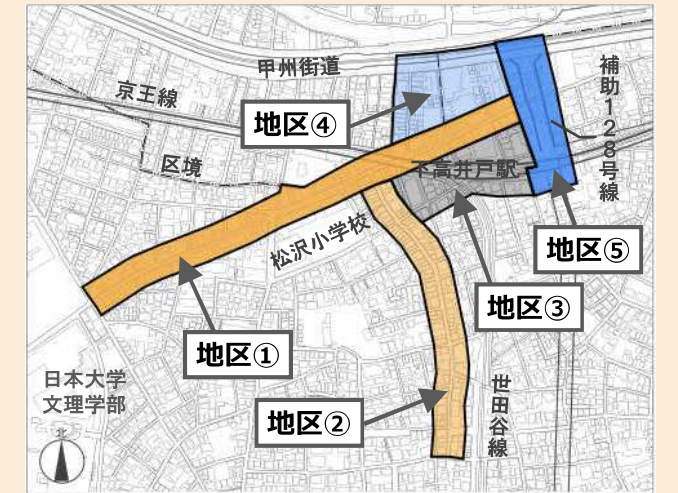 甲州街道
京王線
地区④
区境
補助128号線
下高井戸駅
松沢小学校
地区⑤
地区③
地区①
日本大学
文理学部
地区②
世田谷線
北